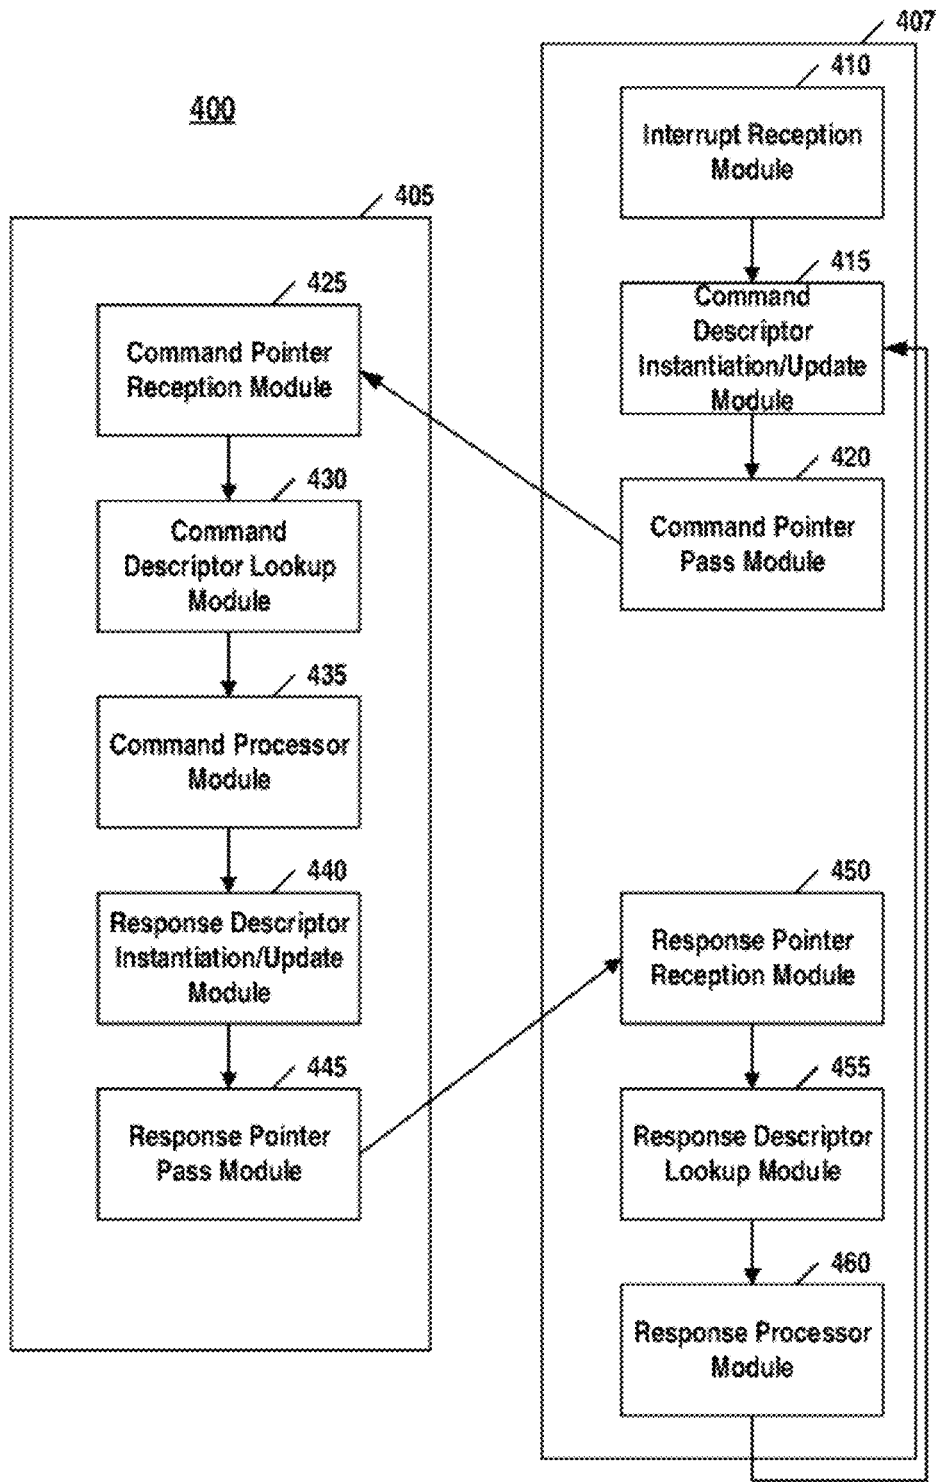 400
405
425
Command Pointer
Reception Module
430
Command
Descriptor Lookup
Module
435
Command Processor
Module
440
Response Descriptor
Instantiation/Update
Module
445
Response Pointer
Pass Module
407
410
Interrupt Reception
Module
415
Command
Descriptor
Instantiation/Update
Module
420
Command Pointer
Pass Module
450
Response Pointer
Reception Module
455
Response Descriptor
Lookup Module
460
Response Processor
Module